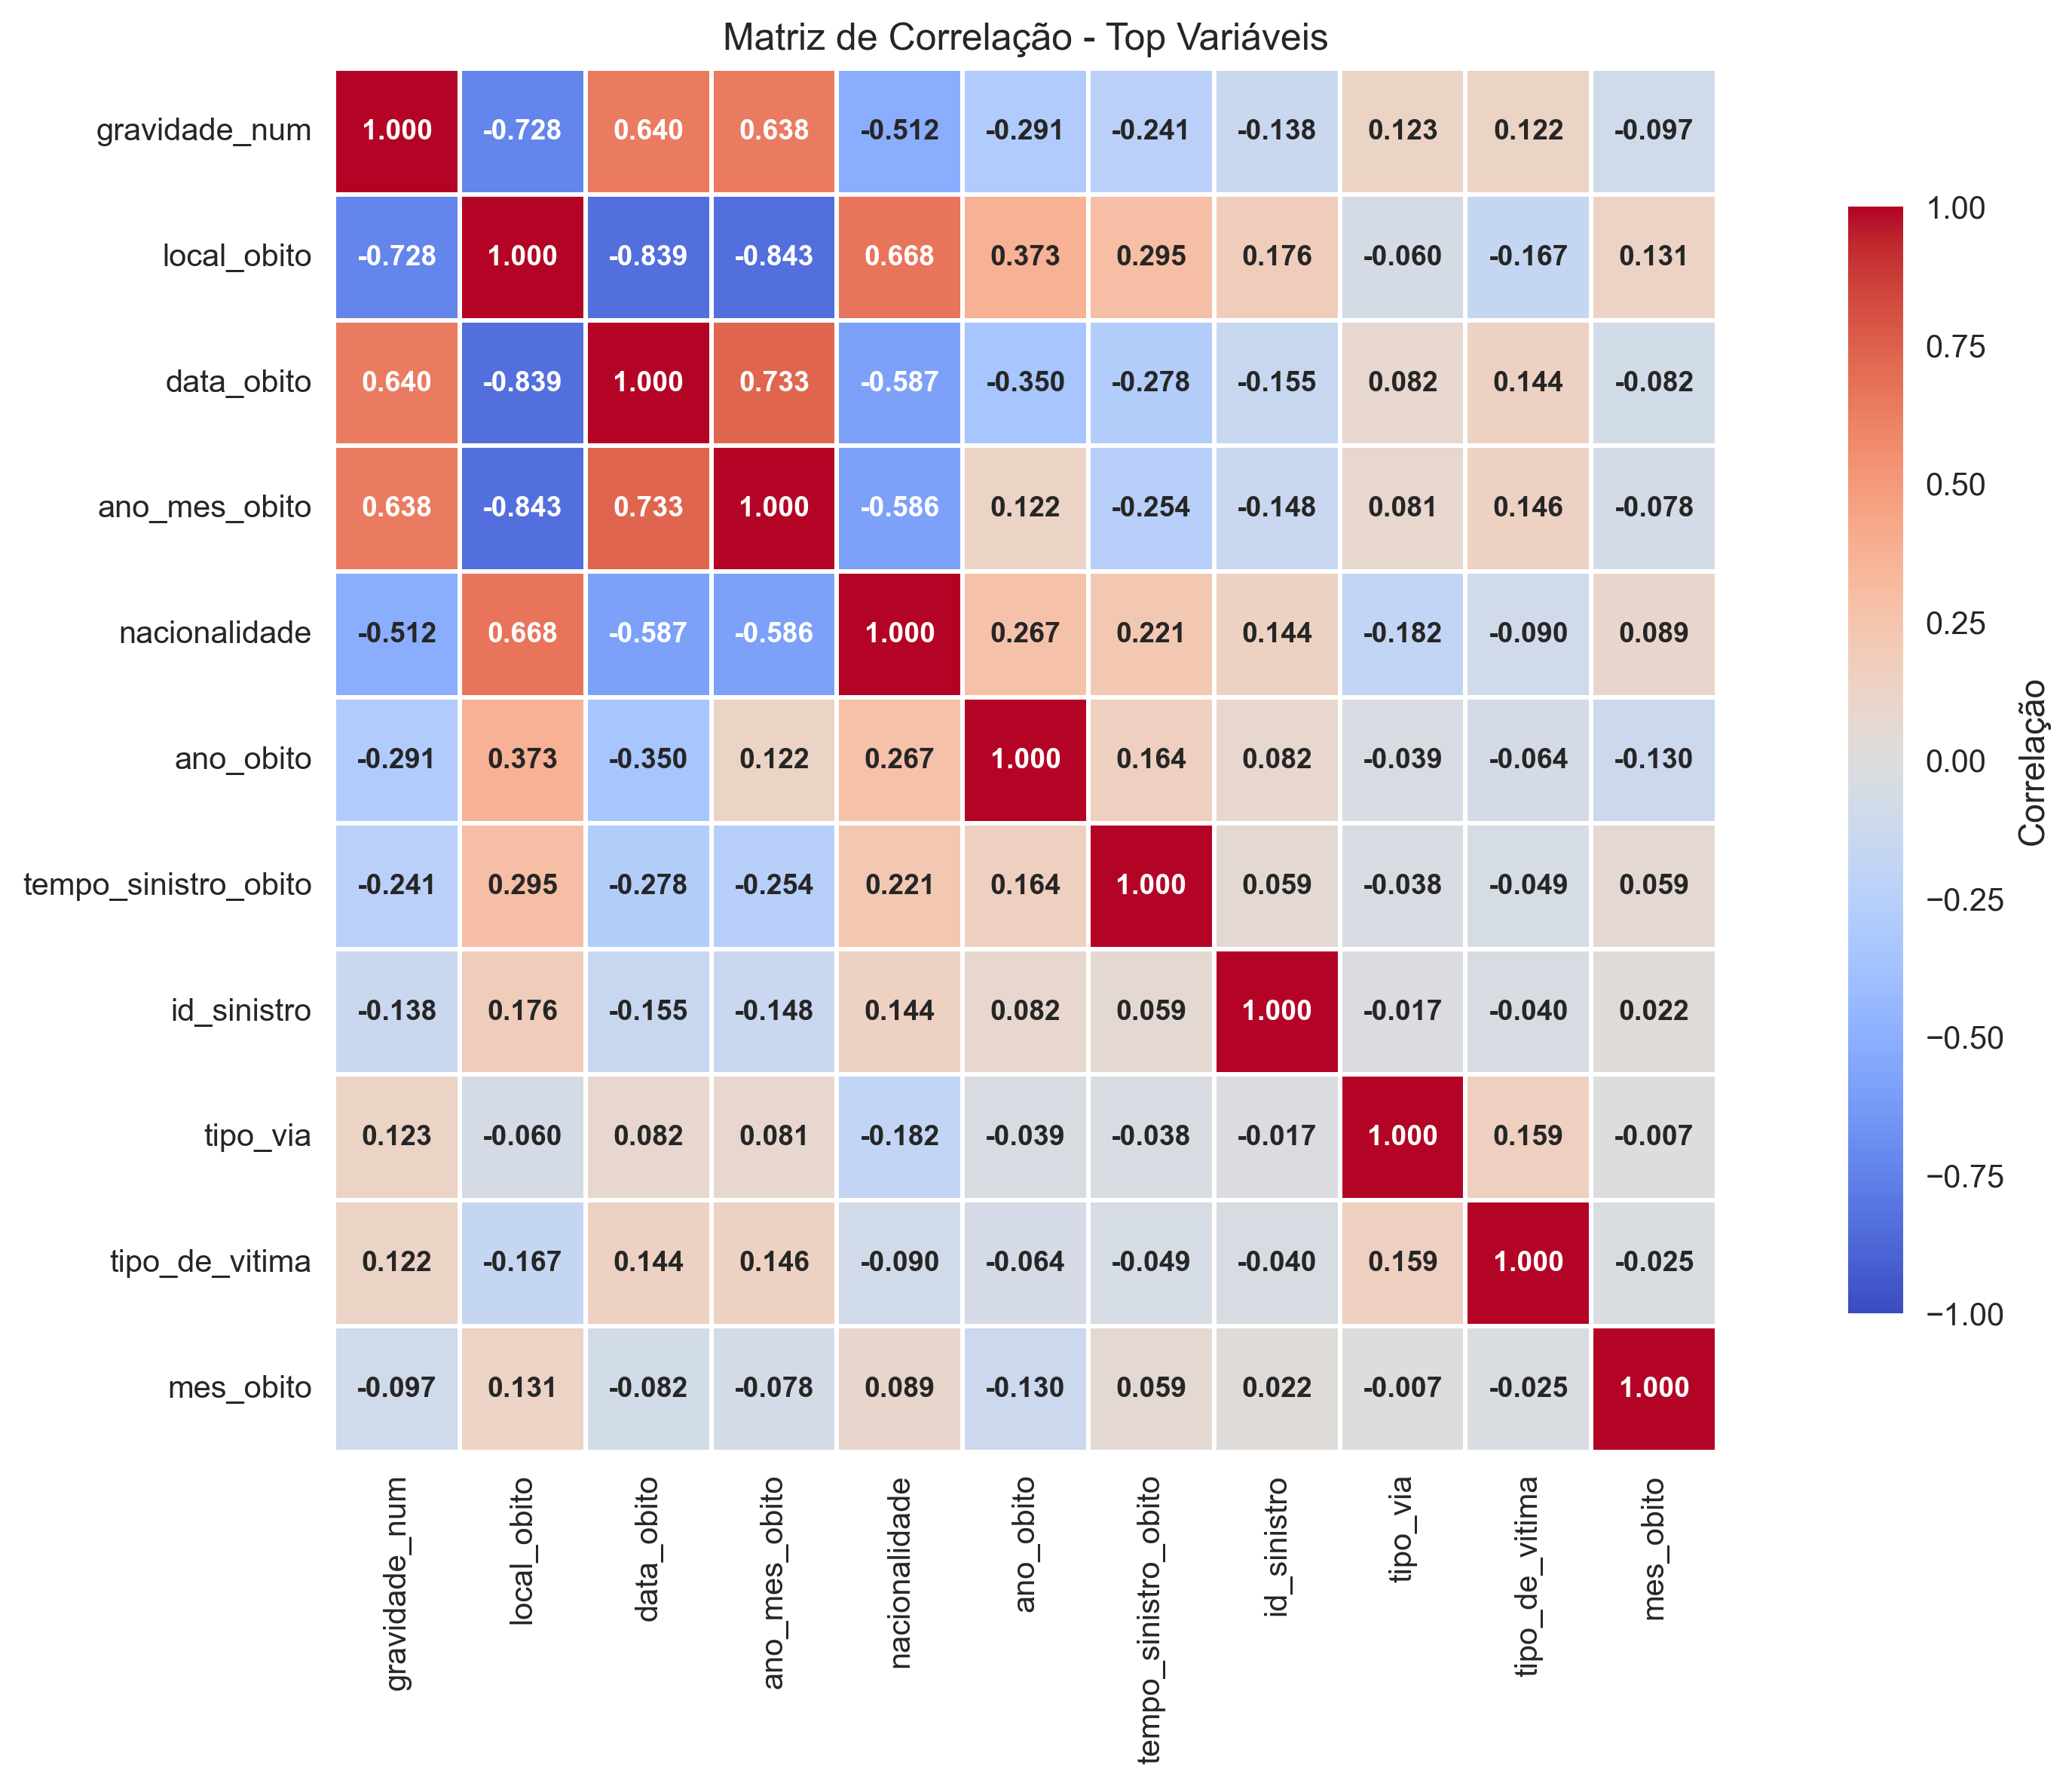 Matriz de Correlação - Top Variáveis
gravidade_num 1.000 -0.728 0.640 0.638 -0.512 -0.291 -0.241 -0.138 0.123 0.122 -0.097
local_obito -0.728 1.000 -0.839 -0.843 0.668 0.373 0.295 0.176 -0.060 -0.167 0.131
data_obito 0.640 -0.839 1.000 0.733 -0.587 -0.350 -0.278 -0.155 0.082 0.144 -0.082
ano_mes_obito 0.638 -0.843 0.733 1.000 -0.586 0.122 -0.254 -0.148 0.081 0.146 -0.078
nacionalidade -0.512 0.668 -0.587 -0.586 1.000 0.267 0.221 0.144 -0.182 -0.090 0.089
ano_obito -0.291 0.373 -0.350 0.122 0.267 1.000 0.164 0.082 -0.039 -0.064 -0.130
tempo_sinistro_obito -0.241 0.295 -0.278 -0.254 0.221 0.164 1.000 0.059 -0.038 -0.049 0.059
id_sinistro -0.138 0.176 -0.155 -0.148 0.144 0.082 0.059 1.000 -0.017 -0.040 0.022
tipo_via 0.123 -0.060 0.082 0.081 -0.182 -0.039 -0.038 -0.017 1.000 0.159 -0.007
tipo_de_vitima 0.122 -0.167 0.144 0.146 -0.090 -0.064 -0.049 -0.040 0.159 1.000 -0.025
mes_obito -0.097 0.131 -0.082 -0.078 0.089 -0.130 0.059 0.022 -0.007 -0.025 1.000
gravidade_num
local_obito
data_obito
ano_mes_obito
nacionalidade
ano_obito
tempo_sinistro_obito
id_sinistro
tipo_via
tipo_de_vitima
mes_obito
1.00
0.75
0.50
0.25
0.00
−0.25
−0.50
−0.75
−1.00
Correlação